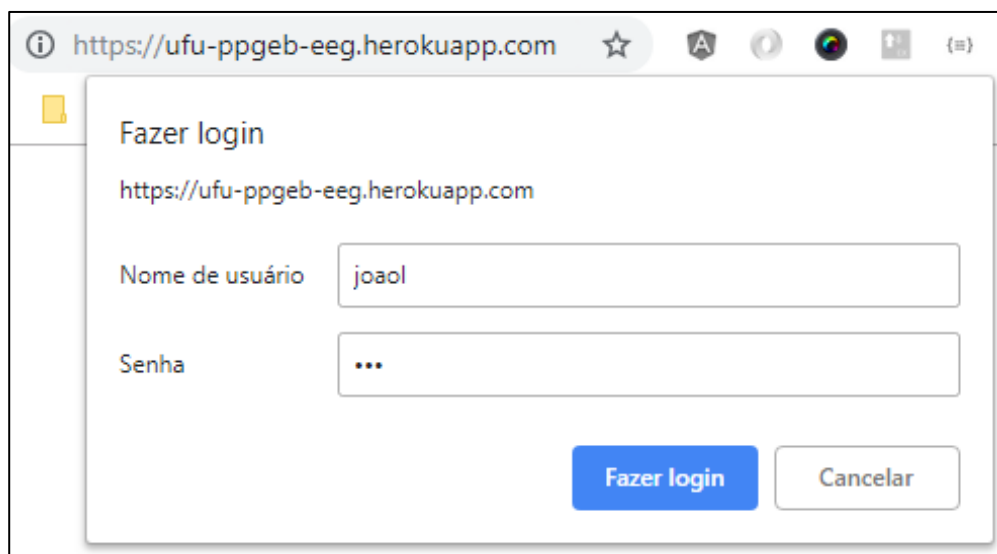 https://ufu-ppgeb-eeg.herokuapp.com
Fazer login
https://ufu-ppgeb-eeg.herokuapp.com
Nome de usuário joaol
Senha •••
Fazer login Cancelar